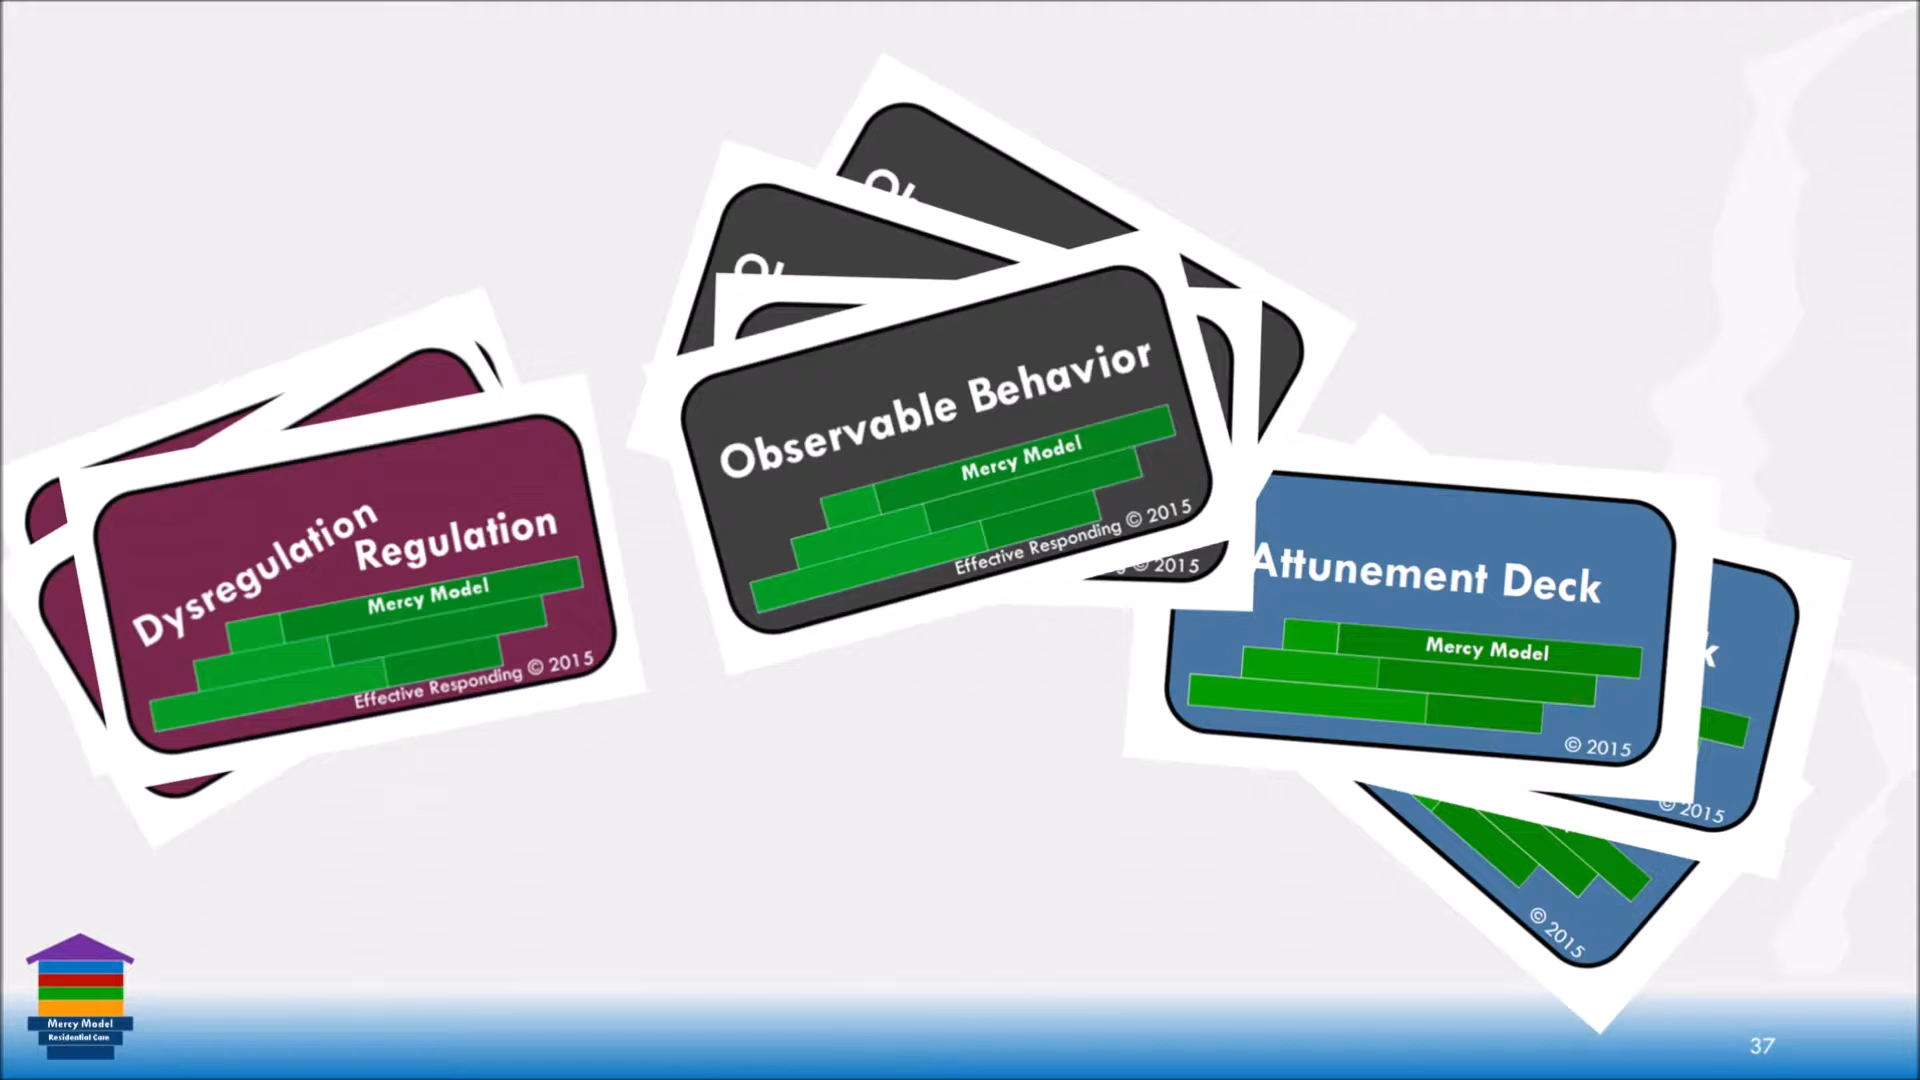 Dysregulation
Regulation
Mercy Model
Effective Responding © 2015
Observable Behavior
Mercy Model
Effective Responding © 2015
© 2015
Attunement Deck
Mercy Model
© 2015
k
© 2015
© 2015
Mercy Model
Residential Care
37